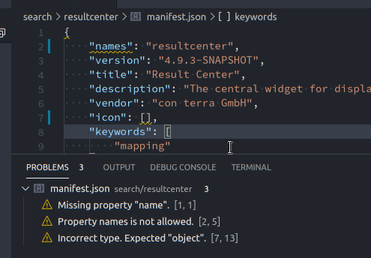 search > resultcenter > manifest.json > [ ] keywords
1 {
2 "names": "resultcenter",
3 "version": "4.9.3-SNAPSHOT",
4 "title": "Result Center",
5 "description": "The central widget for displa
6 "vendor": "con terra GmbH",
7 "icon": [],
8 "keywords": [
9 "mapping"
PROBLEMS 3 OUTPUT DEBUG CONSOLE TERMINAL
manifest.json search/resultcenter 3
Missing property "name". [1, 1]
Property names is not allowed. [2, 5]
Incorrect type. Expected "object". [7, 13]